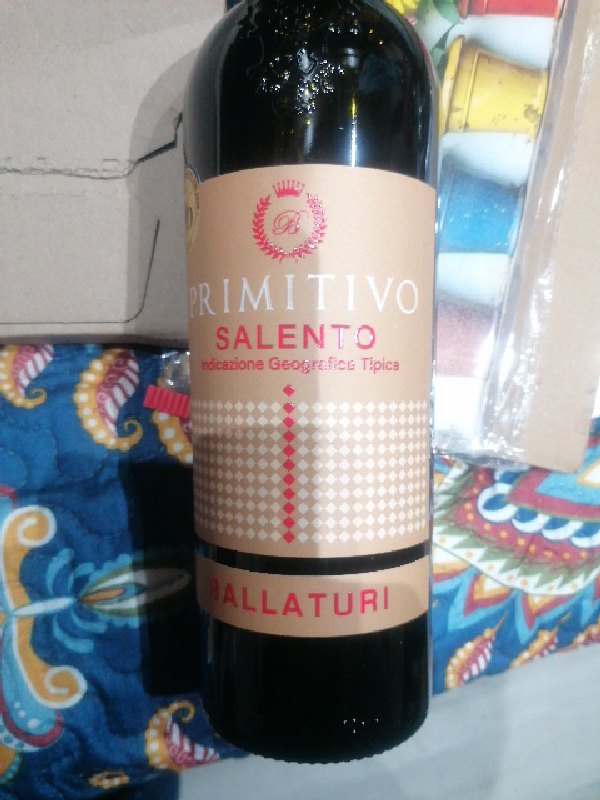 B
PRIMITIVO
SALENTO
Indicazione Geografica Tipica
BALLATURI